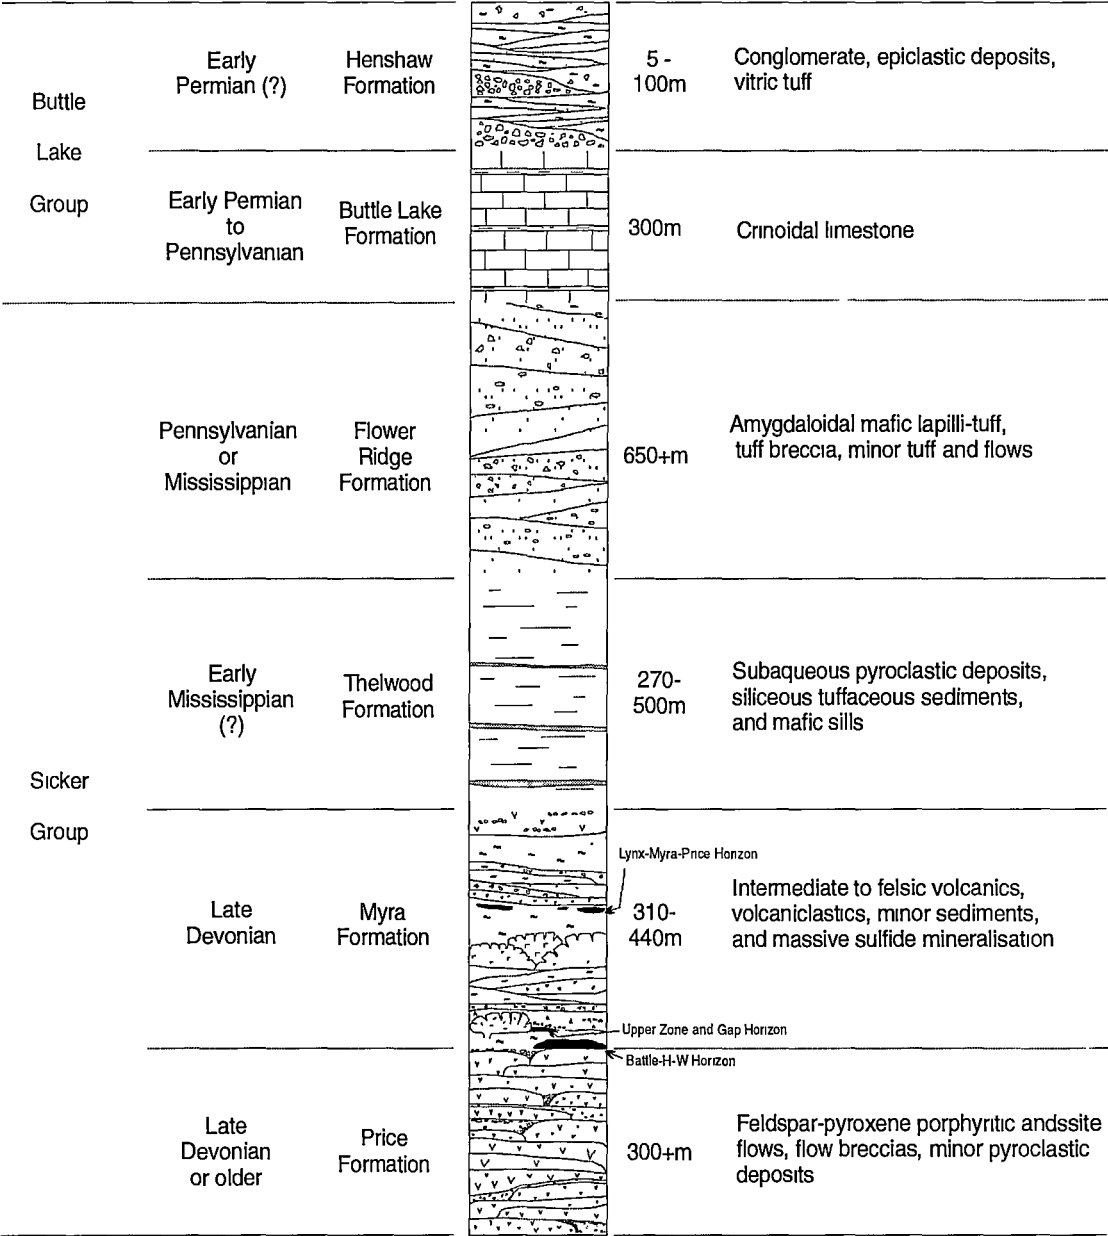 Buttle
Lake
Group
Early
Permian (?)
Henshaw
Formation
5 -
100m
Conglomerate, epiclastic deposits,
vitric tuff
Early Permian
to
Pennsylvanian
Buttle Lake
Formation
300m
Crinoidal limestone
Sicker
Group
Pennsylvanian
or
Mississippian
Flower
Ridge
Formation
650+m
Amygdaloidal mafic lapilli-tuff,
tuff breccia, minor tuff and flows
Early
Mississippian
(?)
Thelwood
Formation
270-
500m
Subaqueous pyroclastic deposits,
siliceous tuffaceous sediments,
and mafic sills
Late
Devonian
Myra
Formation
Lynx-Myra-Price Horizon
310-
440m
Intermediate to felsic volcanics,
volcaniclastics, minor sediments,
and massive sulfide mineralisation
Upper Zone and Gap Horizon
Battle-H-W Horizon
Late
Devonian
or older
Price
Formation
300+m
Feldspar-pyroxene porphyritic andssite
flows, flow breccias, minor pyroclastic
deposits